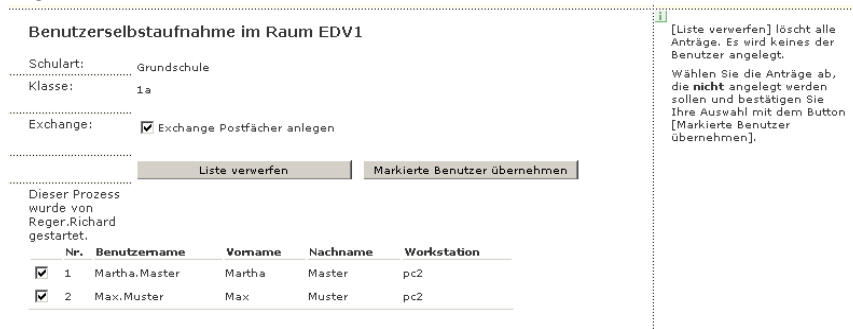 Benutzerselbstaufnahme im Raum EDV1
Schulart: Grundschule
Klasse: 1a
Exchange: Exchange Postfächer anlegen
Liste verwerfen Markierte Benutzer übernehmen
Dieser Prozess
wurde von
Reger.Richard
gestartet.
Nr. Benutzername Vorname Nachname Workstation
1 Martha.Master Martha Master pc2
2 Max.Muster Max Muster pc2
i
[Liste verwerfen] löscht alle
Anträge. Es wird keines der
Benutzer angelegt.
Wählen Sie die Anträge ab,
die nicht angelegt werden
sollen und bestätigen Sie
Ihre Auswahl mit dem Button
[Markierte Benutzer
übernehmen].